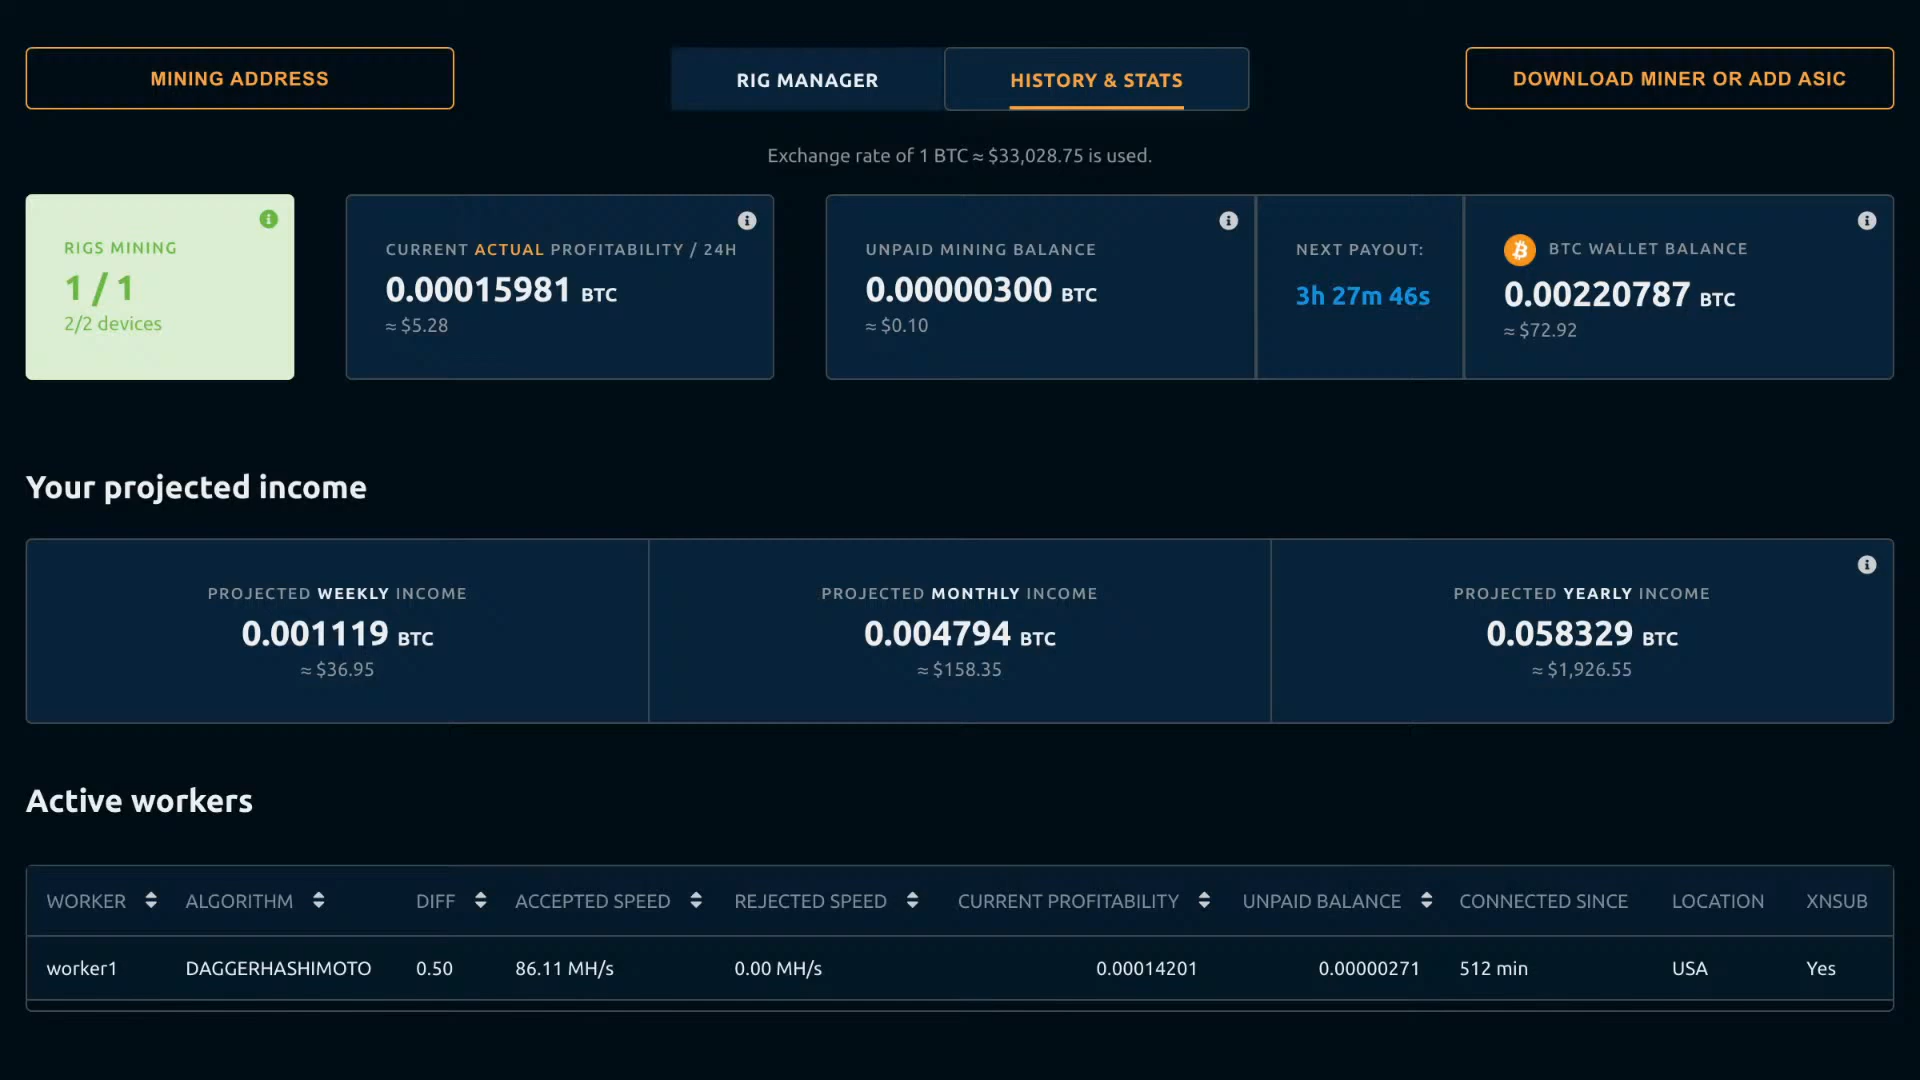 MINING ADDRESS
RIG MANAGER
HISTORY & STATS
DOWNLOAD MINER OR ADD ASIC
Exchange rate of 1 BTC ≈ $33,028.75 is used.
RIGS MINING
1 / 1
2/2 devices
CURRENT ACTUAL PROFITABILITY / 24H
0.00015981 BTC
≈ $5.28
UNPAID MINING BALANCE
0.00000300 BTC
≈ $0.10
NEXT PAYOUT:
3h 27m 46s
BTC WALLET BALANCE
0.00220787 BTC
≈ $72.92
Your projected income
PROJECTED WEEKLY INCOME
0.001119 BTC
≈ $36.95
PROJECTED MONTHLY INCOME
0.004794 BTC
≈ $158.35
PROJECTED YEARLY INCOME
0.058329 BTC
≈ $1,926.55
Active workers
WORKER ALGORITHM DIFF ACCEPTED SPEED REJECTED SPEED CURRENT PROFITABILITY UNPAID BALANCE CONNECTED SINCE LOCATION XNSUB
worker1 DAGGERHASHIMOTO 0.50 86.11 MH/s 0.00 MH/s 0.00014201 0.00000271 512 min USA Yes